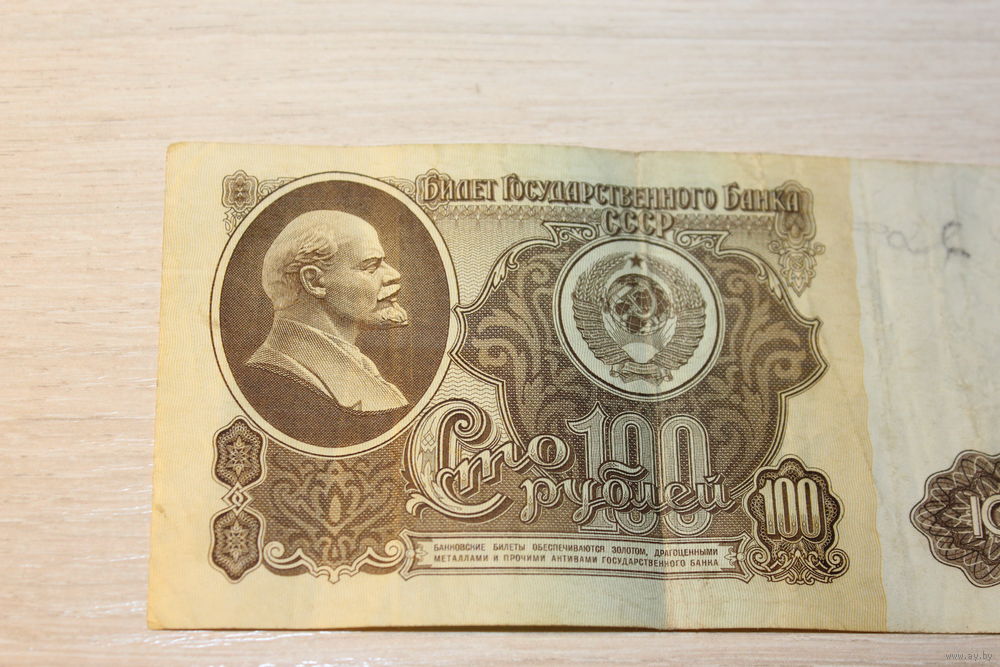 Билет Государственного Банка
СССР
Сто 100
рублей
100
Банковские билеты обеспечиваются золотом, драгоценными
металлами и прочими активами Государственного банка
www.ay.by